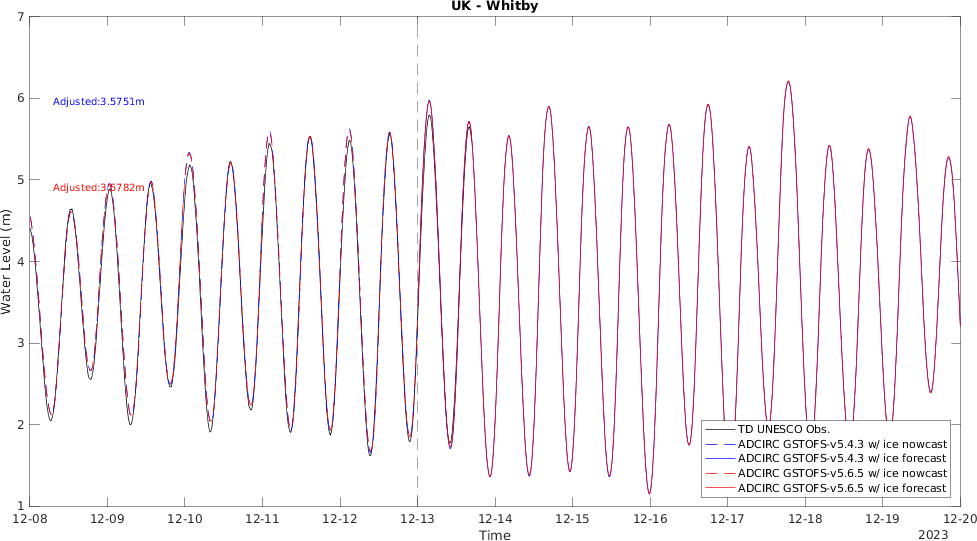 UK - Whitby
7
6
5
4
3
2
1
Water Level (m)
Adjusted:3.5751m
Adjusted:3.5782m
TD UNESCO Obs.
ADCIRC GSTOFS-v5.4.3 w/ ice nowcast
ADCIRC GSTOFS-v5.4.3 w/ ice forecast
ADCIRC GSTOFS-v5.6.5 w/ ice nowcast
ADCIRC GSTOFS-v5.6.5 w/ ice forecast
12-08 12-09 12-10 12-11 12-12 12-13 12-14 12-15 12-16 12-17 12-18 12-19 12-20
Time
2023